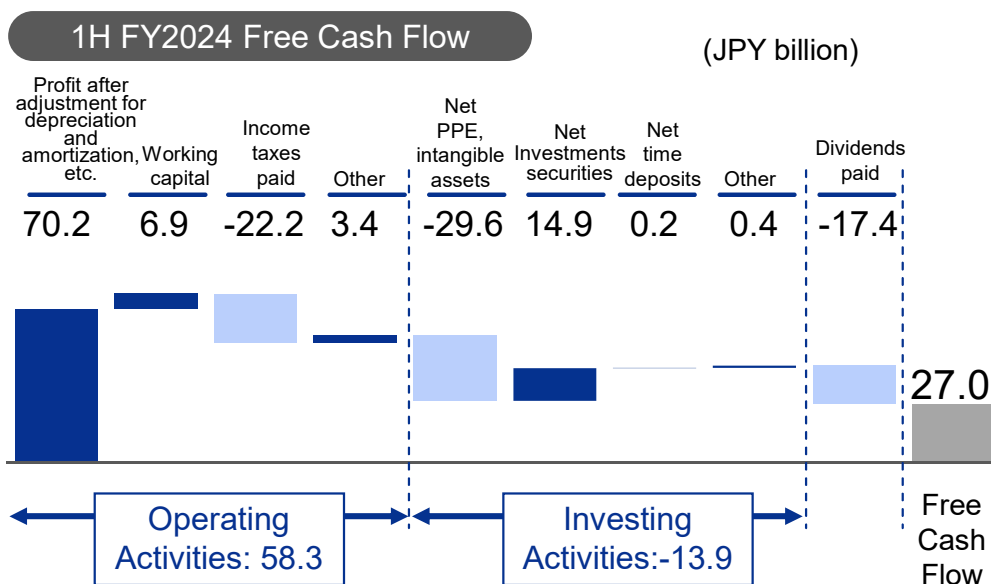 1H FY2024 Free Cash Flow
(JPY billion)
Profit after
adjustment for
depreciation
and
amortization,
etc.
Working
capital
Income
taxes
paid
Other
Net
PPE,
intangible
assets
Net
Investments
securities
Net
time
deposits
Other
Dividends
paid
70.2
6.9
-22.2
3.4
-29.6
14.9
0.2
0.4
-17.4
27.0
Operating
Activities: 58.3
Investing
Activities:-13.9
Free
Cash
Flow